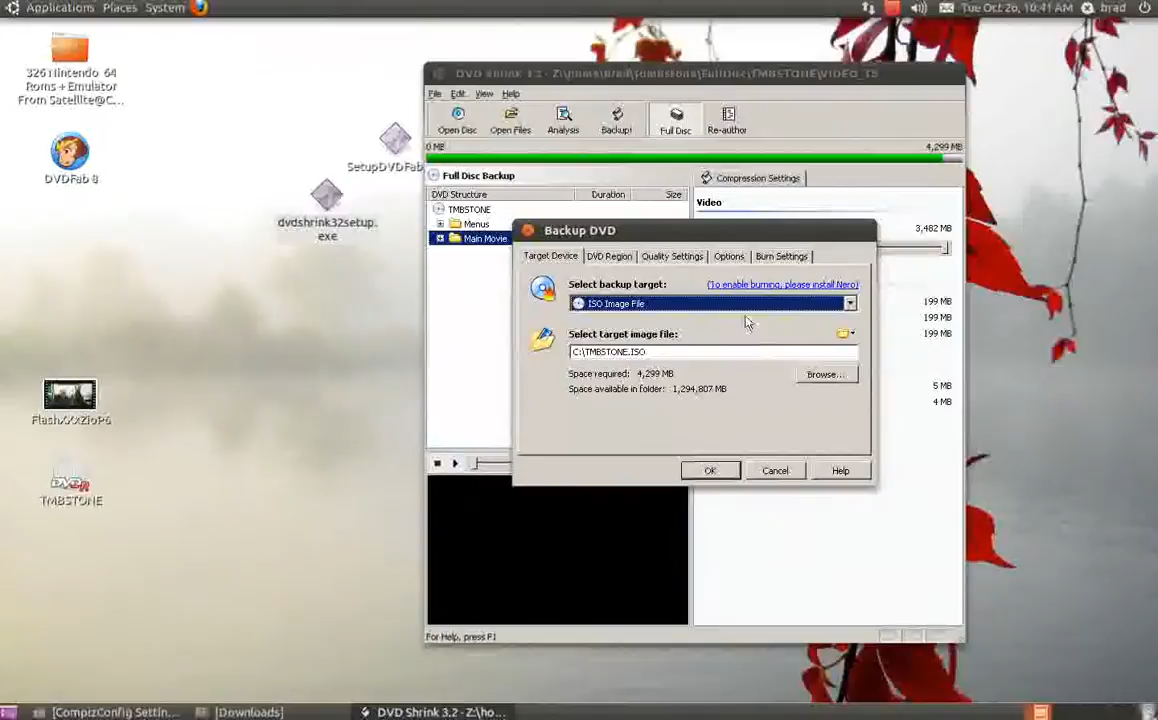 Applications Places System
Tue Oct 26, 10:41 AM brad
326 Nintendo 64
Roms + Emulator
From Satellite@C...
DVDFab 8
SetupDVDFab
dvdshrink32setup.
exe
TMBSTONE
File Edit View Help
Open Disc Open Files Analysis Backup! Full Disc Re-author
0 MB 4,299 MB
Full Disc Backup
Compression Settings
DVD Structure Duration Size
Video
TMBSTONE
Menus
Main Movie
3,482 MB
199 MB
199 MB
199 MB
5 MB
4 MB
Backup DVD
Target Device DVD Region Quality Settings Options Burn Settings
Select backup target: (To enable burning, please install Nero)
ISO Image File
Select target image file:
C:\TMBSTONE.ISO
Space required: 4,299 MB
Browse...
Space available in folder: 1,294,807 MB
OK Cancel Help
For Help, press F1
[CompizConfig Settin... [Downloads] DVD Shrink 3.2 - Z:\ho...